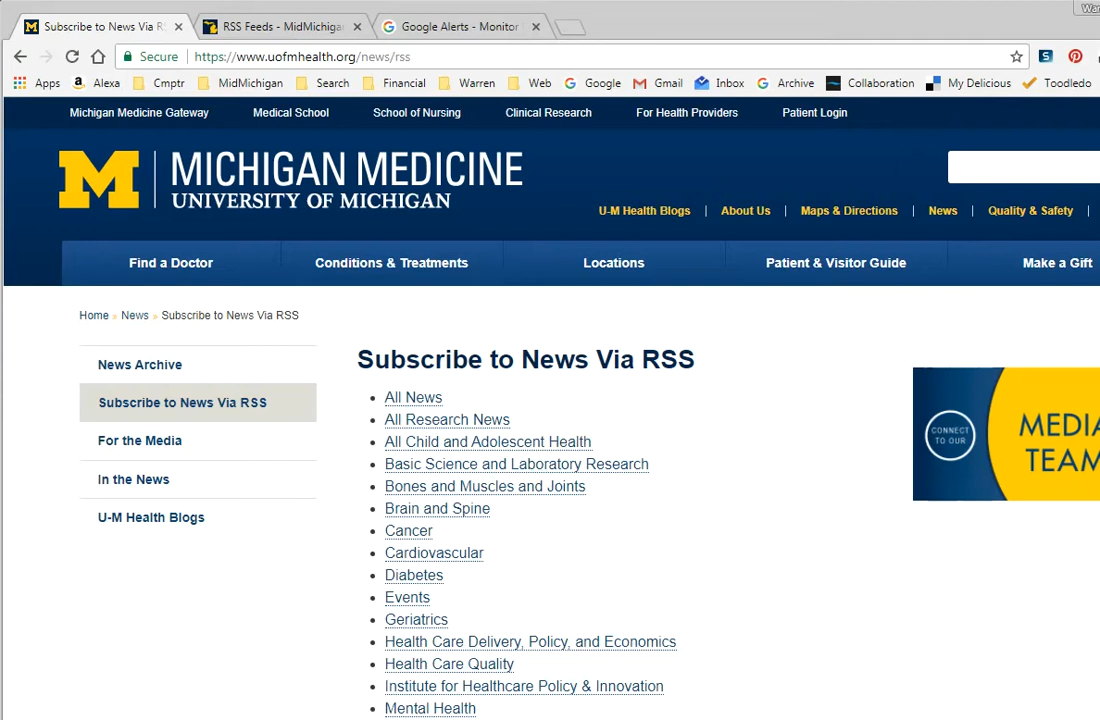 War
Subscribe to News Via RS
RSS Feeds - MidMichigan
Google Alerts - Monitor
Secure https://www.uofmhealth.org/news/rss
Apps Alexa Cmptr MidMichigan Search Financial Warren Web Google Gmail Inbox Archive Collaboration My Delicious Toodledo
Michigan Medicine Gateway Medical School School of Nursing Clinical Research For Health Providers Patient Login
M MICHIGAN MEDICINE
UNIVERSITY OF MICHIGAN
U-M Health Blogs | About Us | Maps & Directions | News | Quality & Safety |
Find a Doctor Conditions & Treatments Locations Patient & Visitor Guide Make a Gift
Home » News » Subscribe to News Via RSS
News Archive
Subscribe to News Via RSS
For the Media
In the News
U-M Health Blogs
Subscribe to News Via RSS
All News
All Research News
All Child and Adolescent Health
Basic Science and Laboratory Research
Bones and Muscles and Joints
Brain and Spine
Cancer
Cardiovascular
Diabetes
Events
Geriatrics
Health Care Delivery, Policy, and Economics
Health Care Quality
Institute for Healthcare Policy & Innovation
Mental Health
CONNECT
TO OUR
MEDIA
TEAM